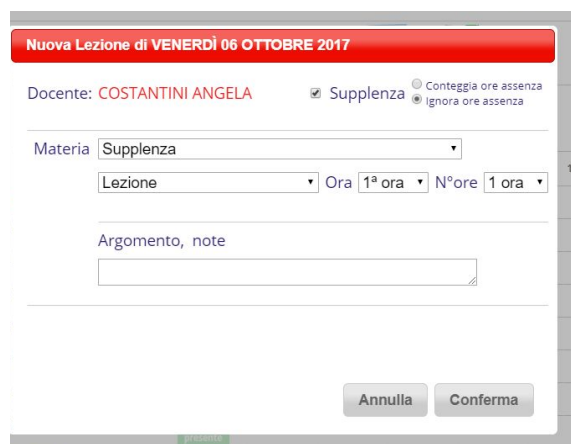 Nuova Lezione di VENERDÌ 06 OTTOBRE 2017
Docente: COSTANTINI ANGELA Supplenza Conteggia ore assenza
Ignora ore assenza
Materia Supplenza
Lezione Ora 1ª ora N°ore 1 ora
Argomento, note
Annulla Conferma
presente